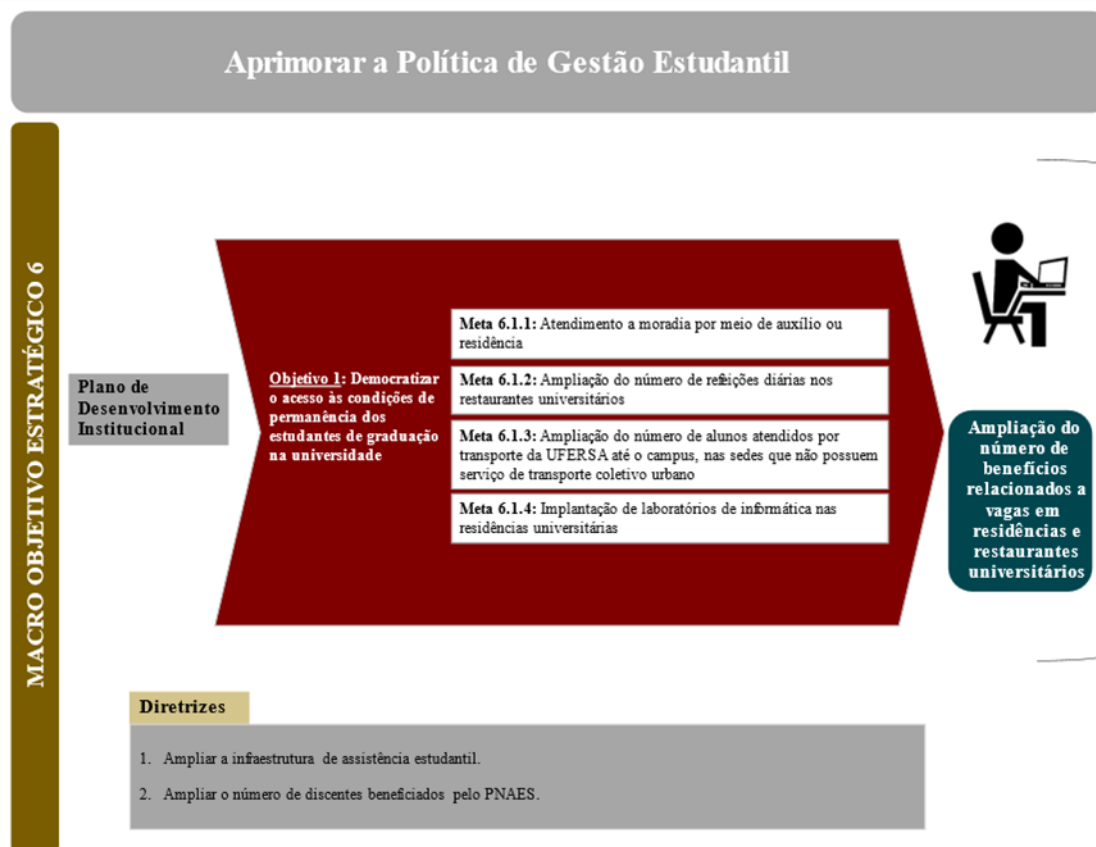 Aprimorar a Política de Gestão Estudantil
MACRO OBJETIVO ESTRATÉGICO 6
Plano de
Desenvolvimento
Institucional
Objetivo 1: Democratizar
o acesso às condições de
permanência dos
estudantes de graduação
na universidade
Meta 6.1.1: Atendimento a moradia por meio de auxílio ou
residência
Meta 6.1.2: Ampliação do número de refeições diárias nos
restaurantes universitários
Meta 6.1.3: Ampliação do número de alunos atendidos por
transporte da UFERSA até o campus, nas sedes que não possuem
serviço de transporte coletivo urbano
Meta 6.1.4: Implantação de laboratórios de informática nas
residências universitárias
Ampliação do
número de
benefícios
relacionados a
vagas em
residências e
restaurantes
universitários
Diretrizes
1. Ampliar a infraestrutura de assistência estudantil.
2. Ampliar o número de discentes beneficiados pelo PNAES.